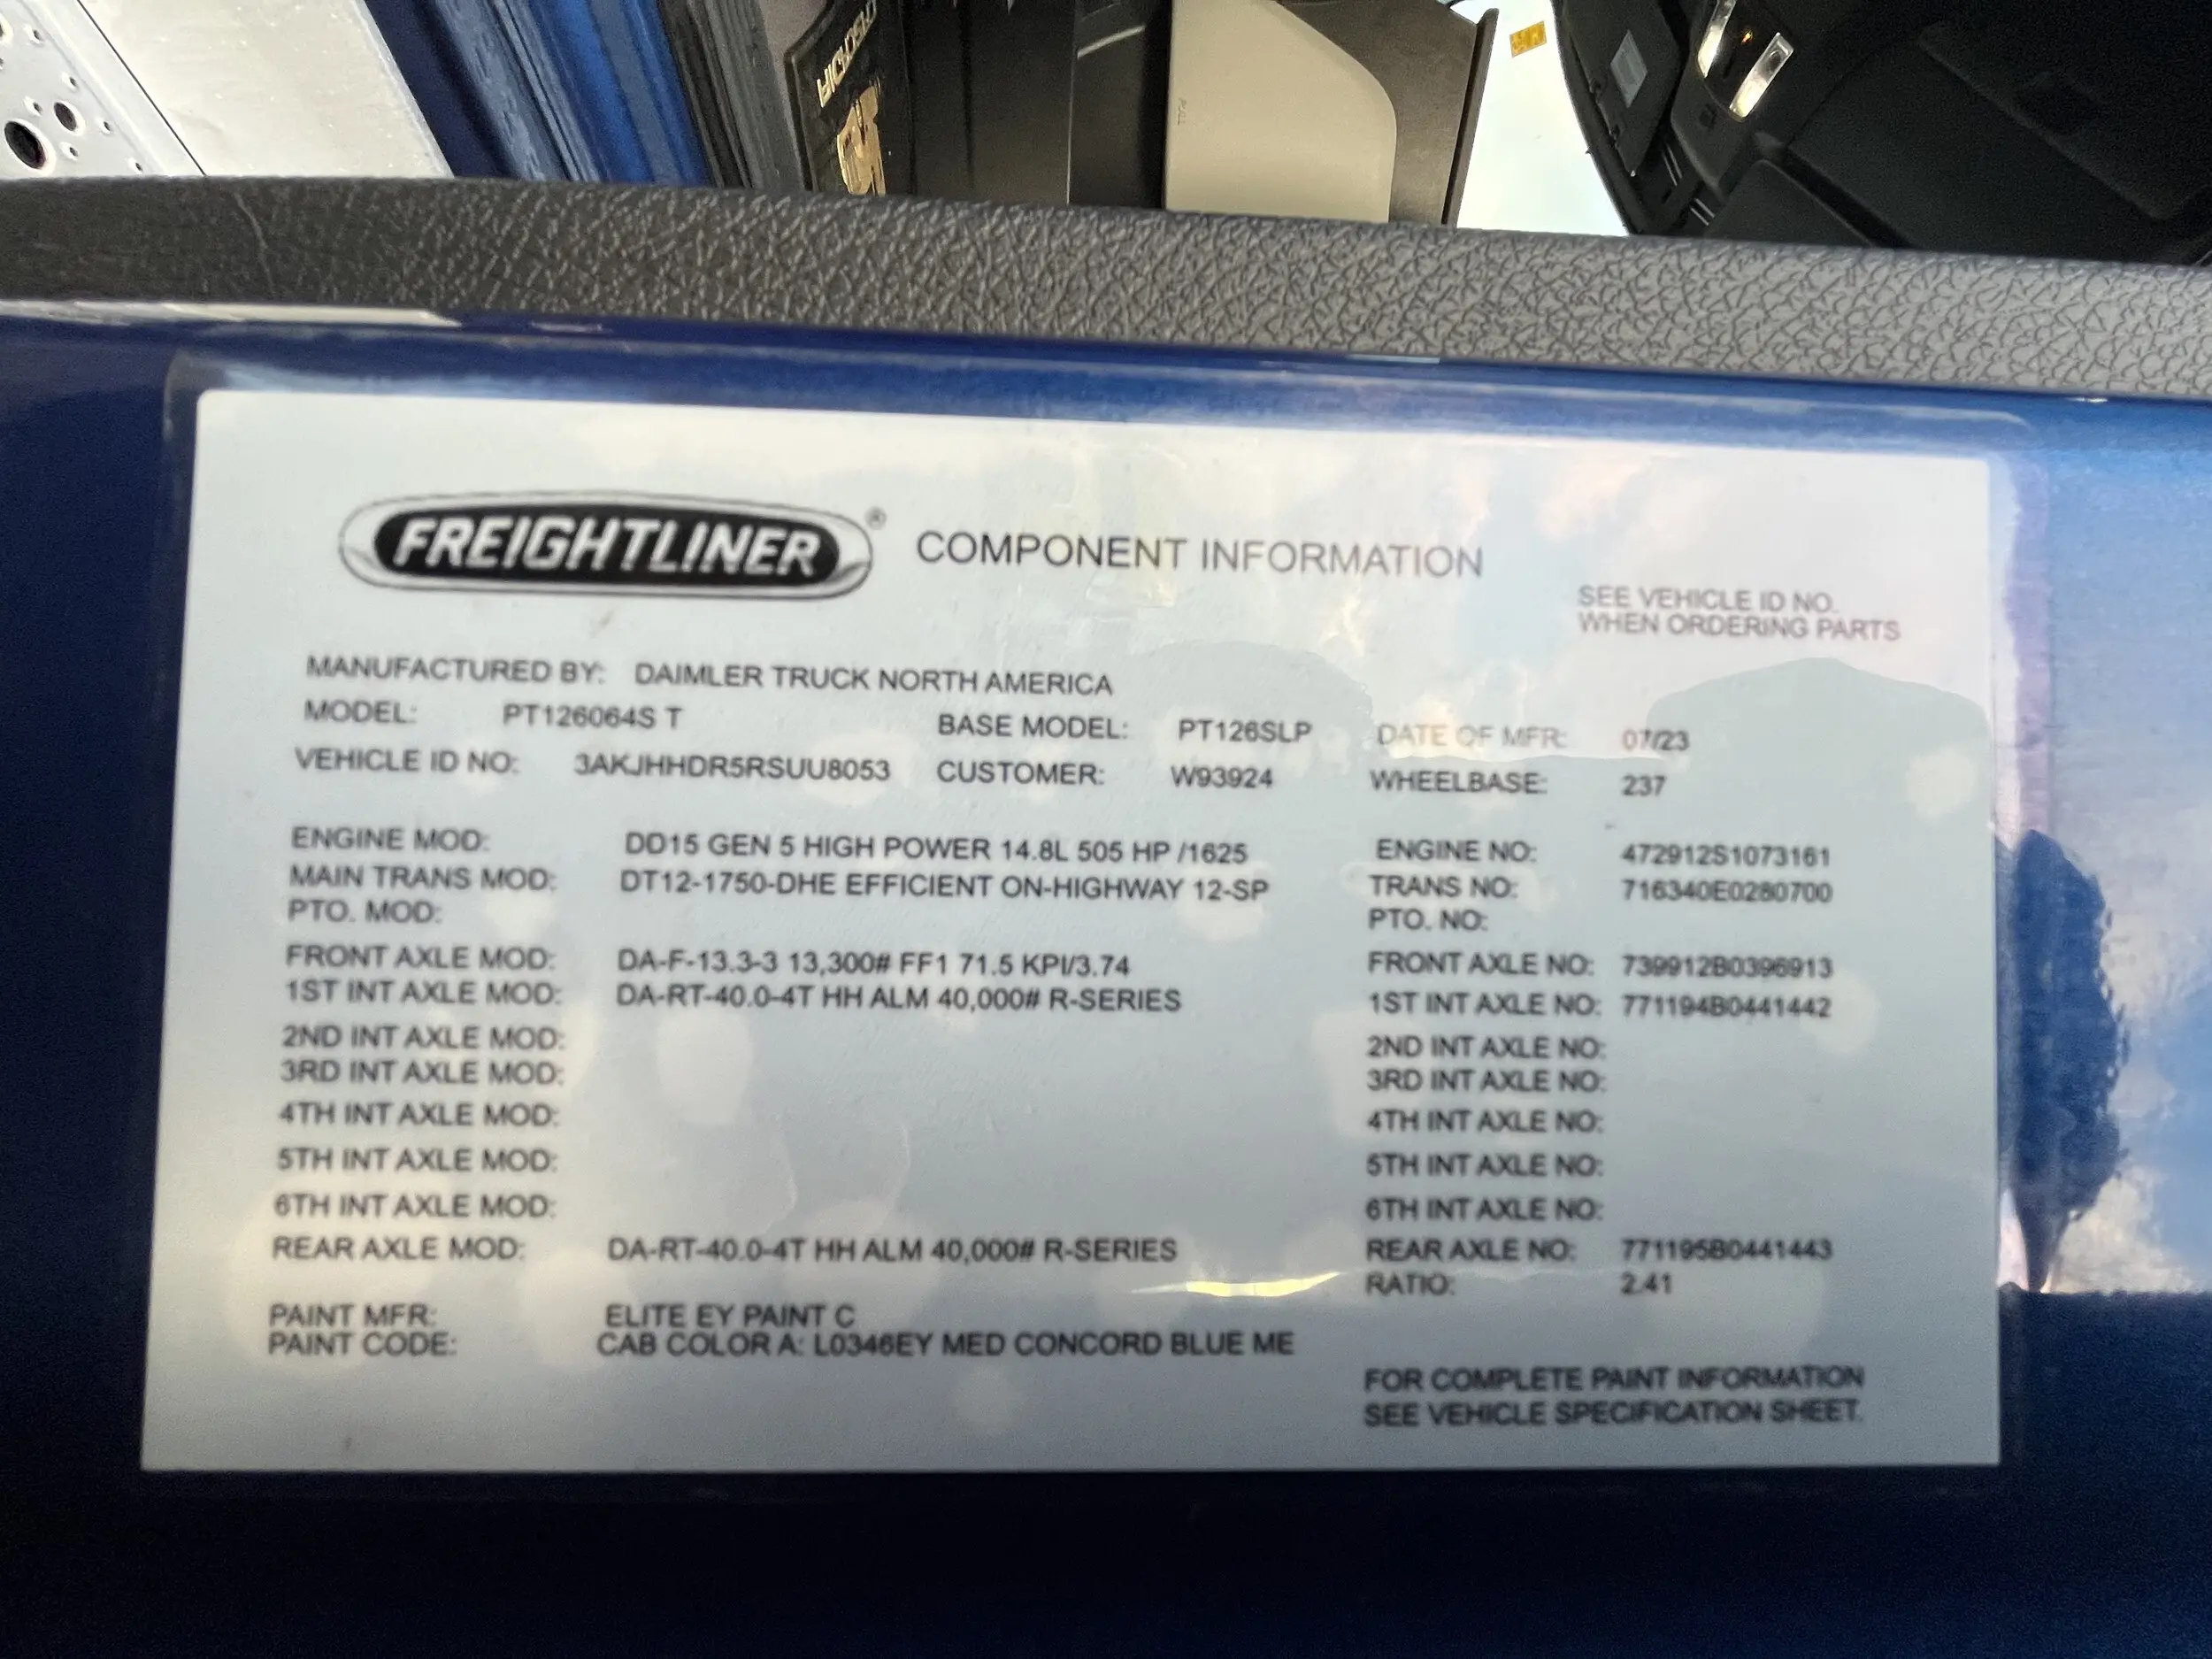 FREIGHTLINER® COMPONENT INFORMATION
SEE VEHICLE ID NO.
WHEN ORDERING PARTS
MANUFACTURED BY: DAIMLER TRUCK NORTH AMERICA
MODEL: PT126064S T BASE MODEL: PT126SLP DATE OF MFR: 07/23
VEHICLE ID NO: 3AKJHHDR5RSUU8053 CUSTOMER: W93924 WHEELBASE: 237
ENGINE MOD: DD15 GEN 5 HIGH POWER 14.8L 505 HP /1625 ENGINE NO: 472912S1073161
MAIN TRANS MOD: DT12-1750-DHE EFFICIENT ON-HIGHWAY 12-SP TRANS NO: 716340E0280700
PTO. MOD: PTO. NO:
FRONT AXLE MOD: DA-F-13.3-3 13,300# FF1 71.5 KPI/3.74 FRONT AXLE NO: 739912B0396913
1ST INT AXLE MOD: DA-RT-40.0-4T HH ALM 40,000# R-SERIES 1ST INT AXLE NO: 771194B0441442
2ND INT AXLE MOD: 2ND INT AXLE NO:
3RD INT AXLE MOD: 3RD INT AXLE NO:
4TH INT AXLE MOD: 4TH INT AXLE NO:
5TH INT AXLE MOD: 5TH INT AXLE NO:
6TH INT AXLE MOD: 6TH INT AXLE NO:
REAR AXLE MOD: DA-RT-40.0-4T HH ALM 40,000# R-SERIES REAR AXLE NO: 771195B0441443
RATIO: 2.41
PAINT MFR: ELITE EY PAINT C
PAINT CODE: CAB COLOR A: L0346EY MED CONCORD BLUE ME
FOR COMPLETE PAINT INFORMATION
SEE VEHICLE SPECIFICATION SHEET.